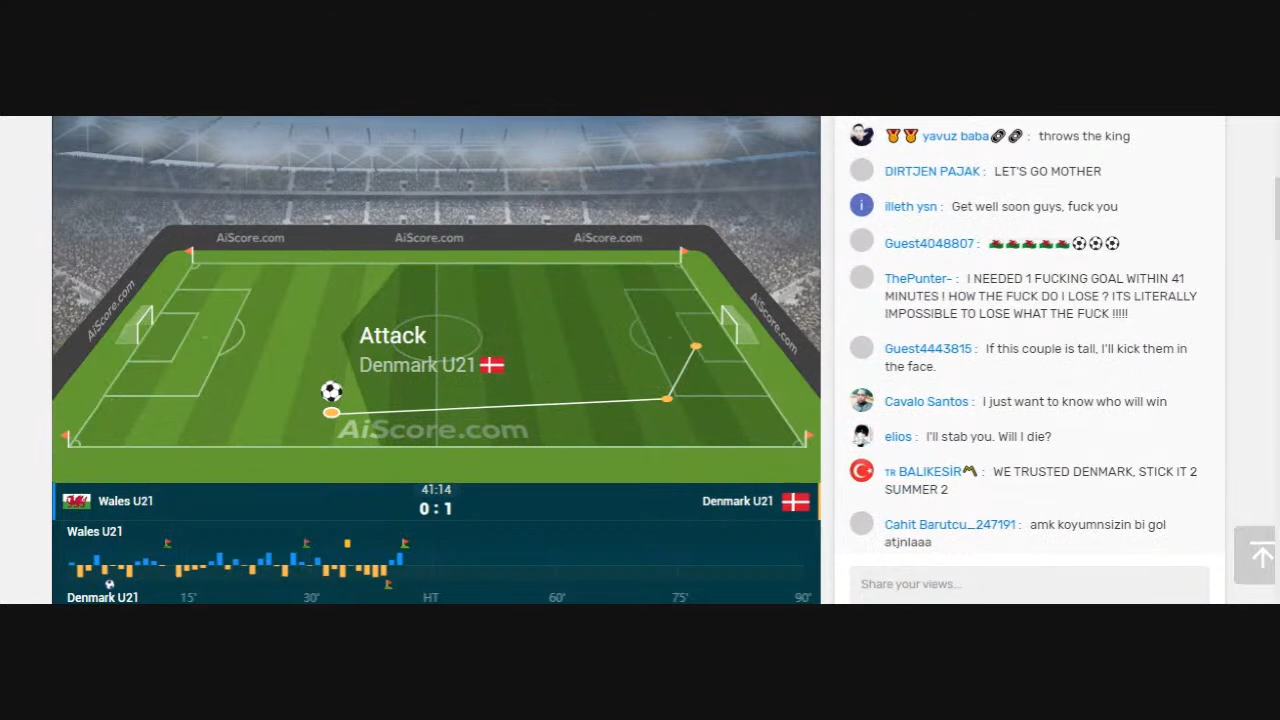 AiScore.com
AiScore.com
AiScore.com
AiScore.com
AiScore.com
Attack
Denmark U21
AiScore.com
Wales U21
41:14
0 : 1
Denmark U21
Wales U21
Denmark U21
15'
30'
HT
60'
75'
90'
yavuz baba : throws the king
DIRTJEN PAJAK : LET'S GO MOTHER
i
illeth ysn : Get well soon guys, fuck you
Guest4048807 :
ThePunter- : I NEEDED 1 FUCKING GOAL WITHIN 41
MINUTES ! HOW THE FUCK DO I LOSE ? ITS LITERALLY
IMPOSSIBLE TO LOSE WHAT THE FUCK !!!!!
Guest4443815 : If this couple is tall, I'll kick them in
the face.
Cavalo Santos : I just want to know who will win
elios : I'll stab you. Will I die?
TR BALIKESİR : WE TRUSTED DENMARK, STICK IT 2
SUMMER 2
Cahit Barutcu_247191 : amk koyumnsizin bi gol
atjnlaaa
Share your views...